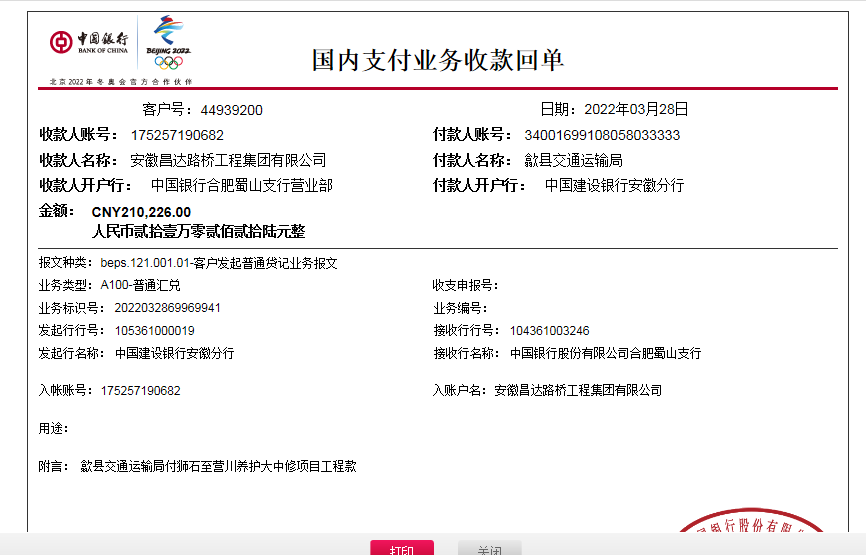 中国银行
BANK OF CHINA
BEIJING 2022
北京2022年冬奥会官方合作伙伴
国内支付业务收款回单
客户号：44939200 日期：2022年03月28日
收款人账号：175257190682 付款人账号：34001699108058033333
收款人名称：安徽昌达路桥工程集团有限公司 付款人名称：歙县交通运输局
收款人开户行：中国银行合肥蜀山支行营业部 付款人开户行：中国建设银行安徽分行
金额：CNY210,226.00
人民币贰拾壹万零贰佰贰拾陆元整
报文种类：beps.121.001.01-客户发起普通贷记业务报文
业务类型：A100-普通汇兑 收支申报号：
业务标识号：2022032869969941 业务编号：
发起行行号：105361000019 接收行行号：104361003246
发起行名称：中国建设银行安徽分行 接收行名称：中国银行股份有限公司合肥蜀山支行
入帐账号：175257190682 入账户名：安徽昌达路桥工程集团有限公司
用途：
附言：歙县交通运输局付狮石至营川养护大中修项目工程款
银行股份有限
打印 关闭